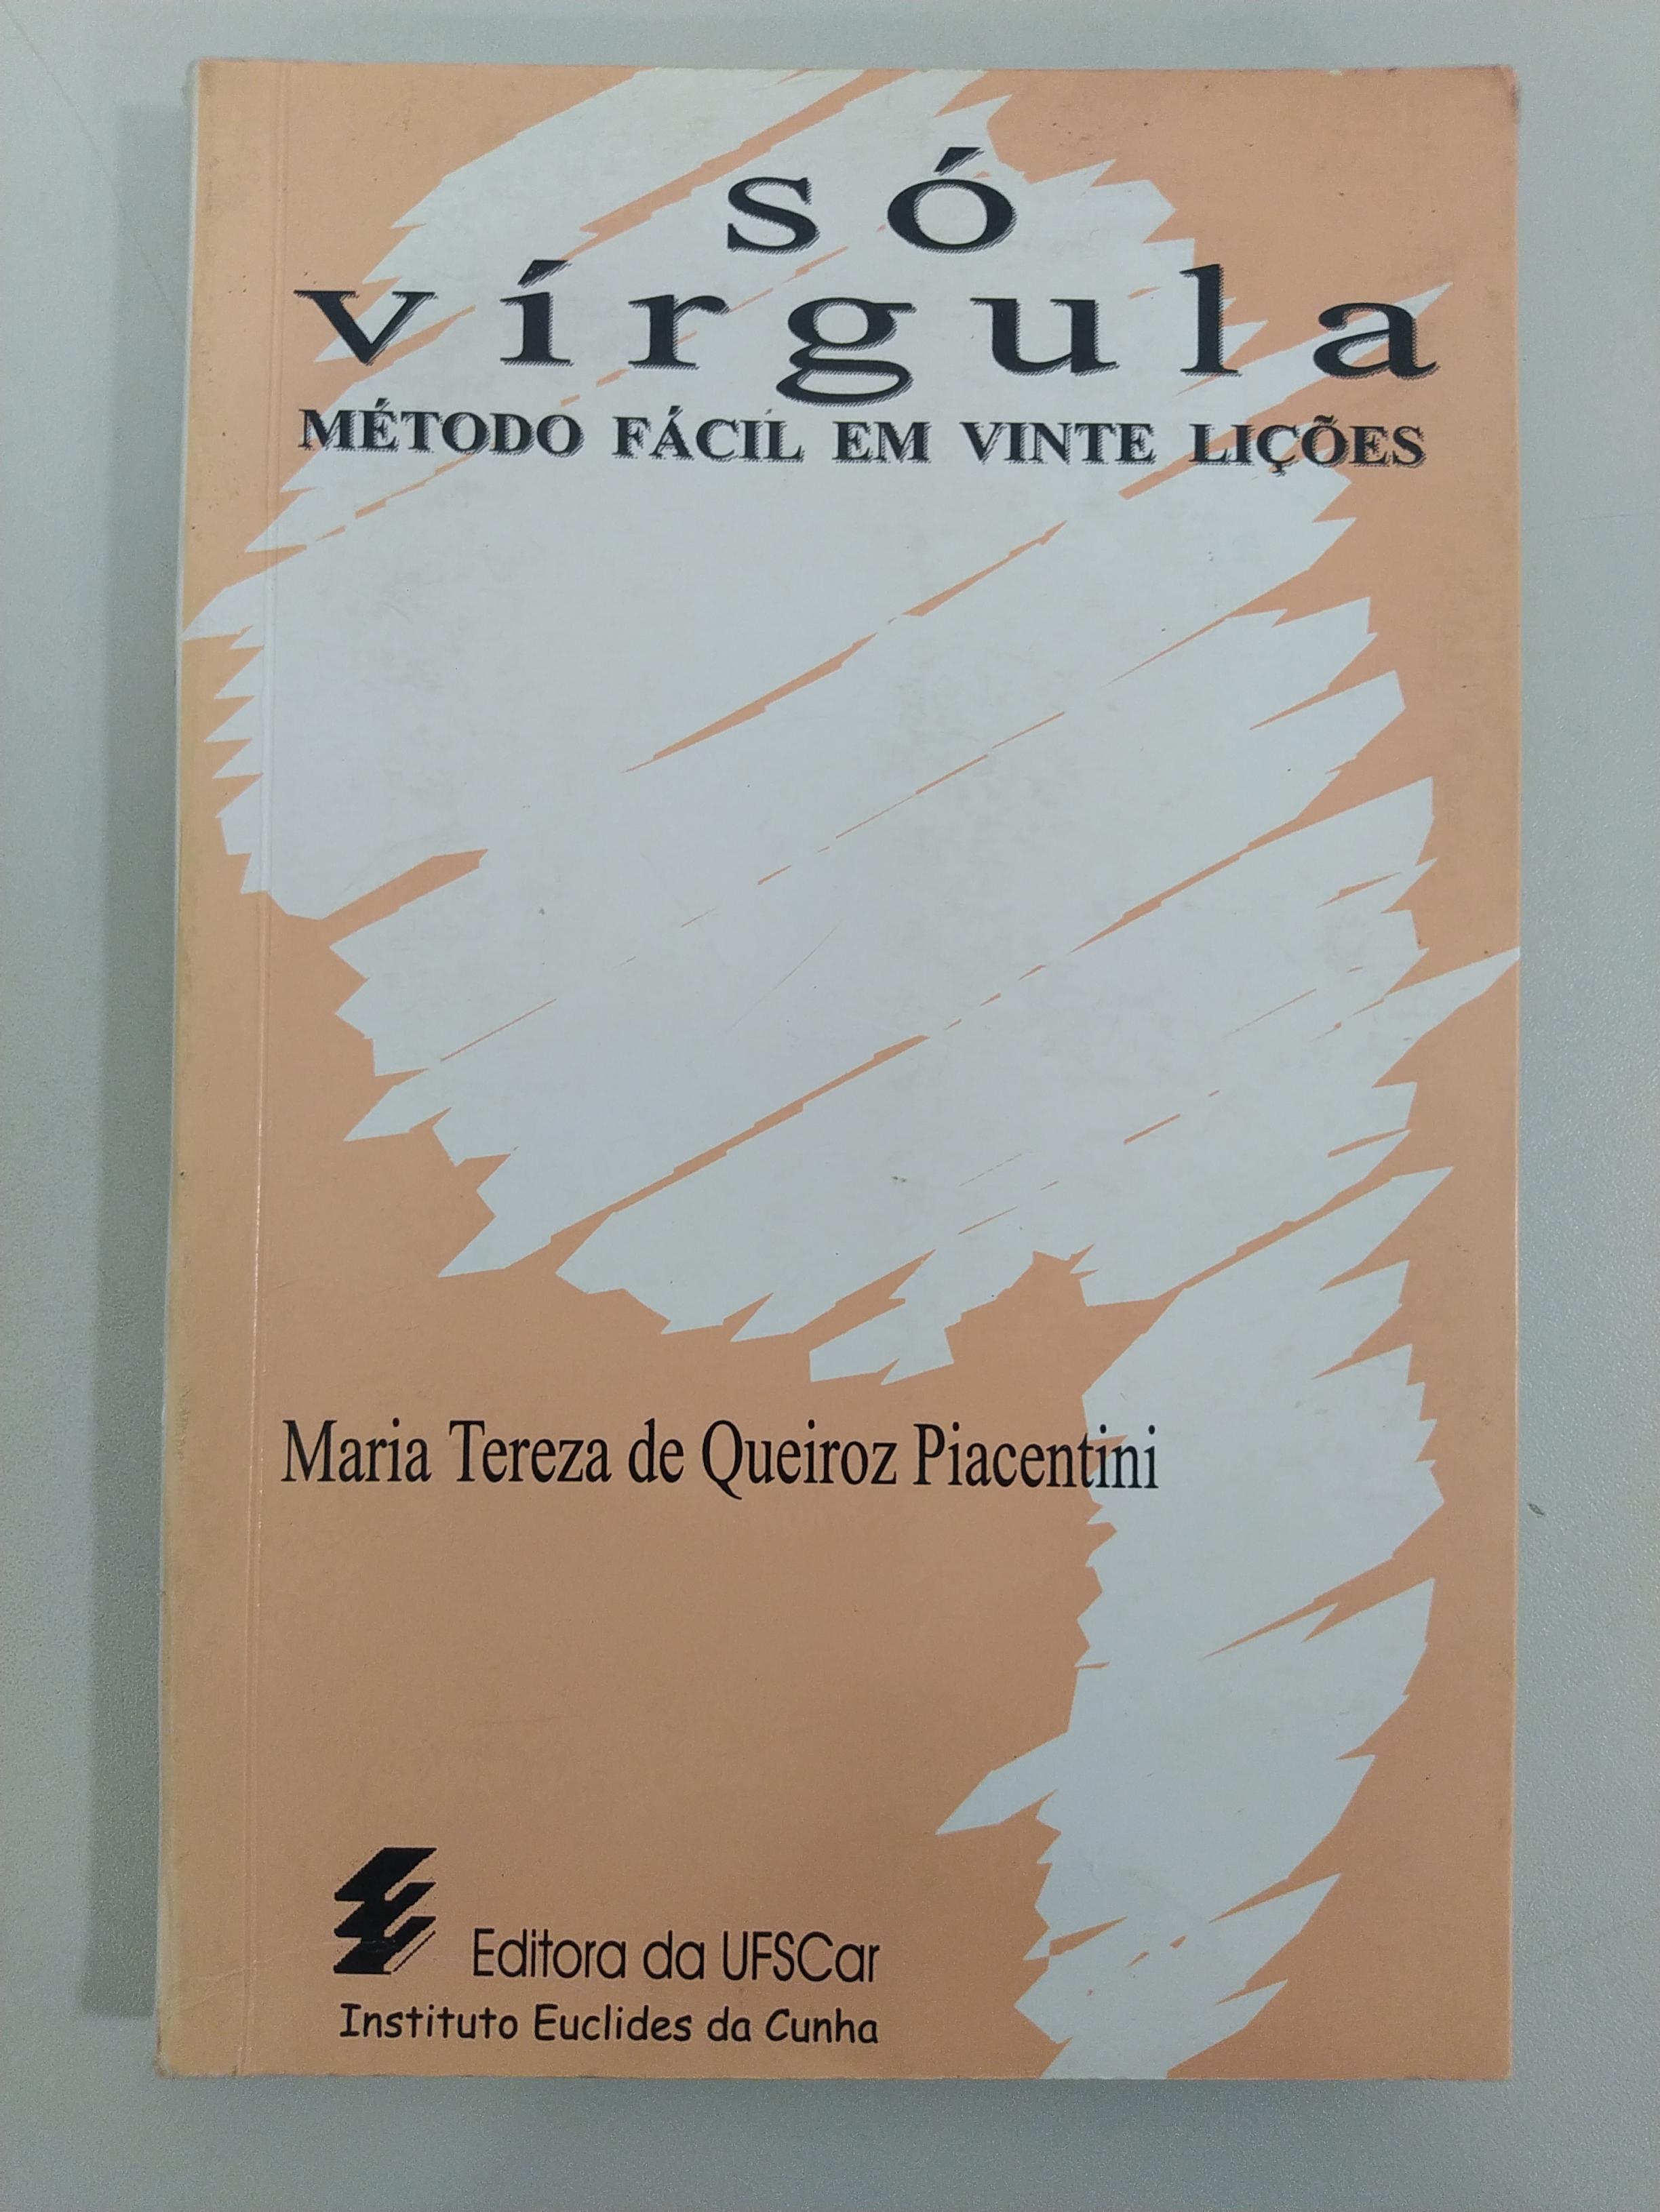 só
vírgula
MÉTODO FÁCIL EM VINTE LIÇÕES
Maria Tereza de Queiroz Piacentini
Editora da UFSCar
Instituto Euclides da Cunha